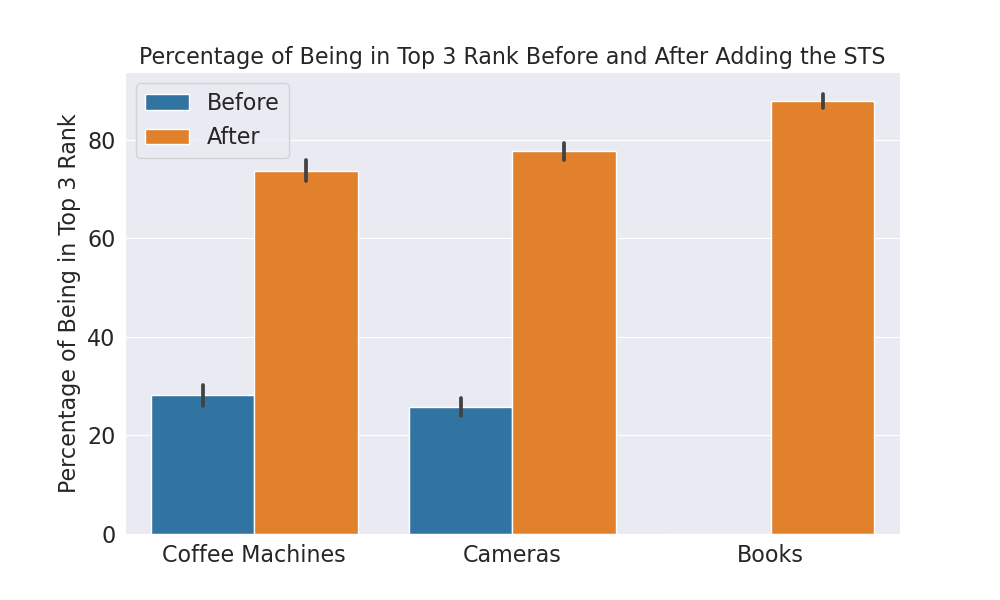 Percentage of Being in Top 3 Rank Before and After Adding the STS
Before
After
Percentage of Being in Top 3 Rank
80
60
40
20
0
Coffee Machines
Cameras
Books